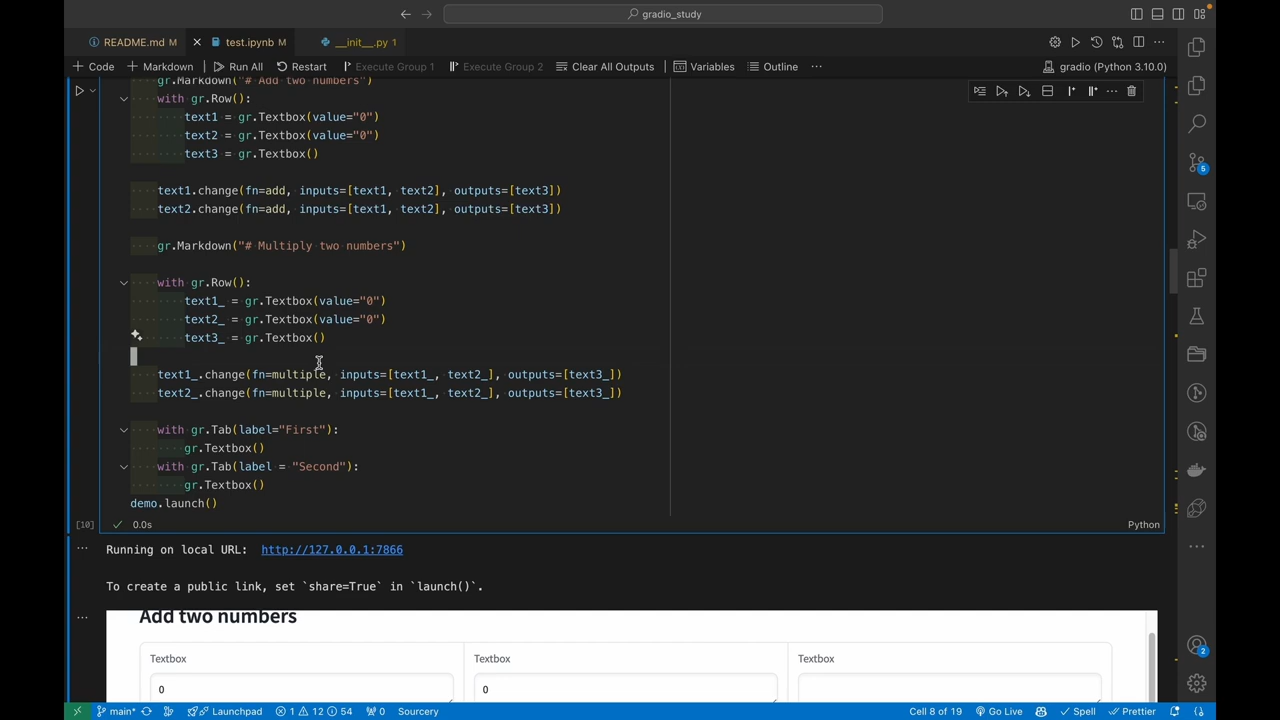 gradio_study
README.md M
test.ipynb M
__init__.py 1
+ Code
+ Markdown
Run All
Restart
Execute Group 1
Execute Group 2
Clear All Outputs
Variables
Outline
gradio (Python 3.10.0)
gr.Markdown("# Add two numbers")
with gr.Row():
text1 = gr.Textbox(value="0")
text2 = gr.Textbox(value="0")
text3 = gr.Textbox()
text1.change(fn=add, inputs=[text1, text2], outputs=[text3])
text2.change(fn=add, inputs=[text1, text2], outputs=[text3])
gr.Markdown("# Multiply two numbers")
with gr.Row():
text1_ = gr.Textbox(value="0")
text2_ = gr.Textbox(value="0")
text3_ = gr.Textbox()
text1_.change(fn=multiple, inputs=[text1_, text2_], outputs=[text3_])
text2_.change(fn=multiple, inputs=[text1_, text2_], outputs=[text3_])
with gr.Tab(label="First"):
gr.Textbox()
with gr.Tab(label = "Second"):
gr.Textbox()
demo.launch()
[10]
0.0s
Python
Running on local URL: http://127.0.0.1:7866
To create a public link, set `share=True` in `launch()`.
Add two numbers
Textbox
Textbox
Textbox
0
0
5
2
main*
Launchpad
1
12
54
0
Sourcery
Cell 8 of 19
Go Live
Spell
Prettier